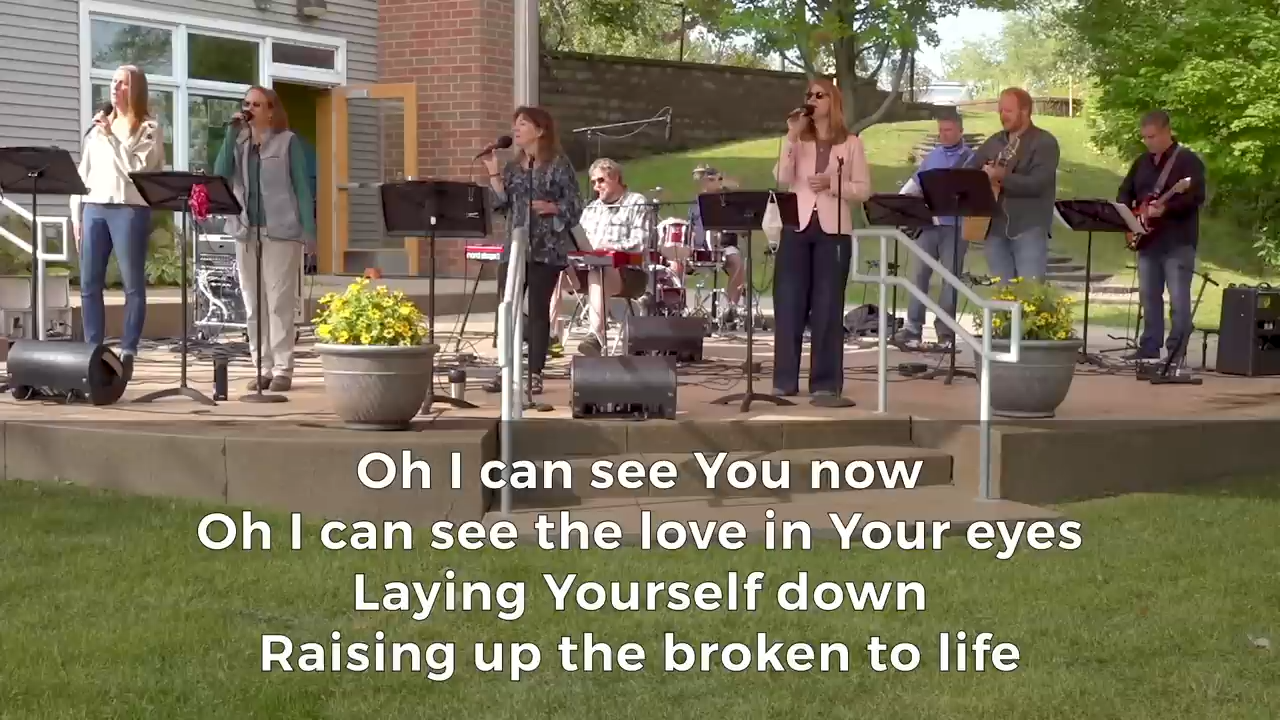 Oh I can see You now
Oh I can see the love in Your eyes
Laying Yourself down
Raising up the broken to life